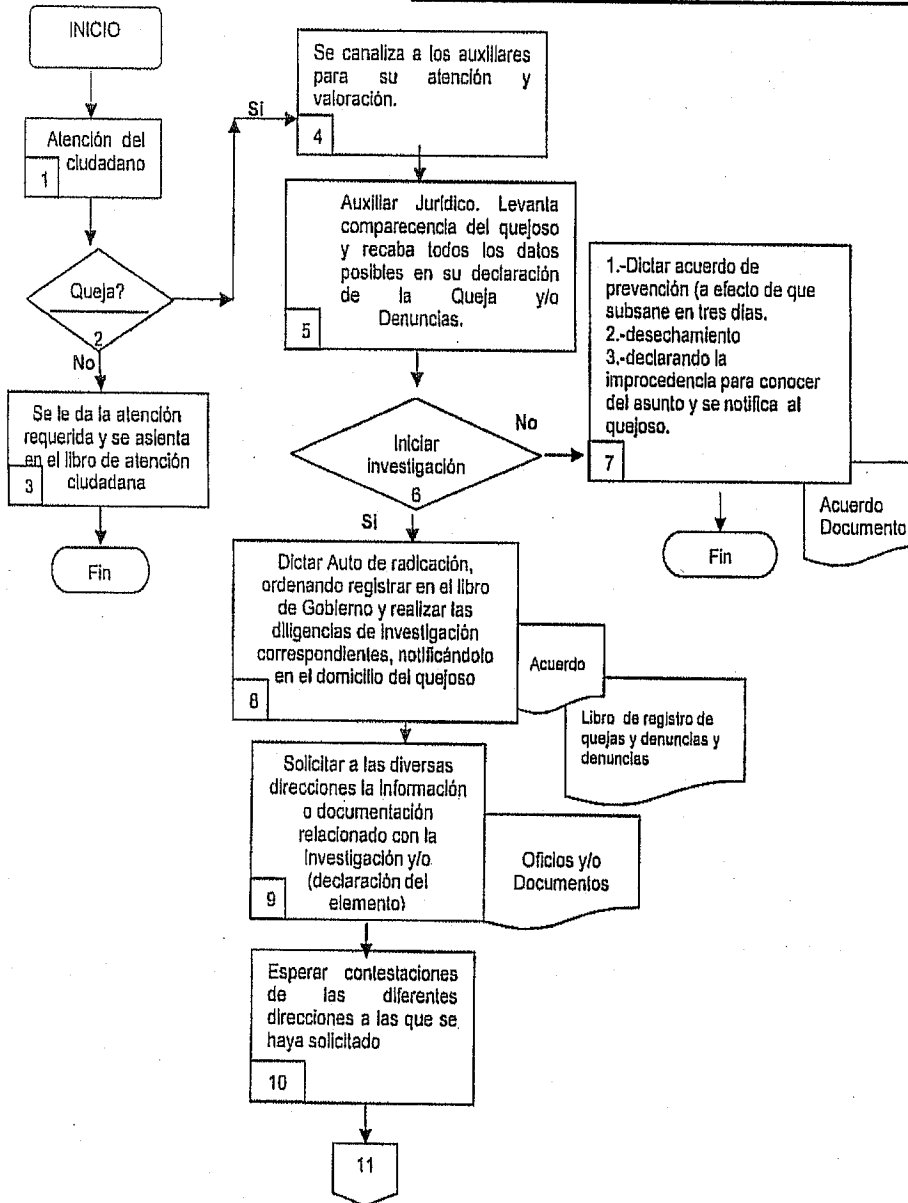 INICIO
Atención del
ciudadano
1
Queja?
2
No
Si
Se le da la atención
requerida y se asienta
en el libro de atención
ciudadana
3
Fin
Se canaliza a los auxiliares
para su atención y
valoración.
4
Auxiliar Jurídico. Levanta
comparecencia del quejoso
y recaba todos los datos
posibles en su declaración
de la Queja y/o
Denuncias.
5
Iniciar
investigación
6
No
Si
1.-Dictar acuerdo de
prevención (a efecto de que
subsane en tres días.
2.-desechamiento
3.-declarando la
improcedencia para conocer
del asunto y se notifica al
quejoso.
7
Acuerdo
Documento
Fin
Dictar Auto de radicación,
ordenando registrar en el libro
de Gobierno y realizar las
diligencias de investigación
correspondientes, notificándolo
en el domicilio del quejoso
8
Acuerdo
Libro de registro de
quejas y denuncias y
denuncias
Solicitar a las diversas
direcciones la información
o documentación
relacionado con la
investigación y/o
(declaración del
elemento)
9
Oficios y/o
Documentos
Esperar contestaciones
de las diferentes
direcciones a las que se
haya solicitado
10
11